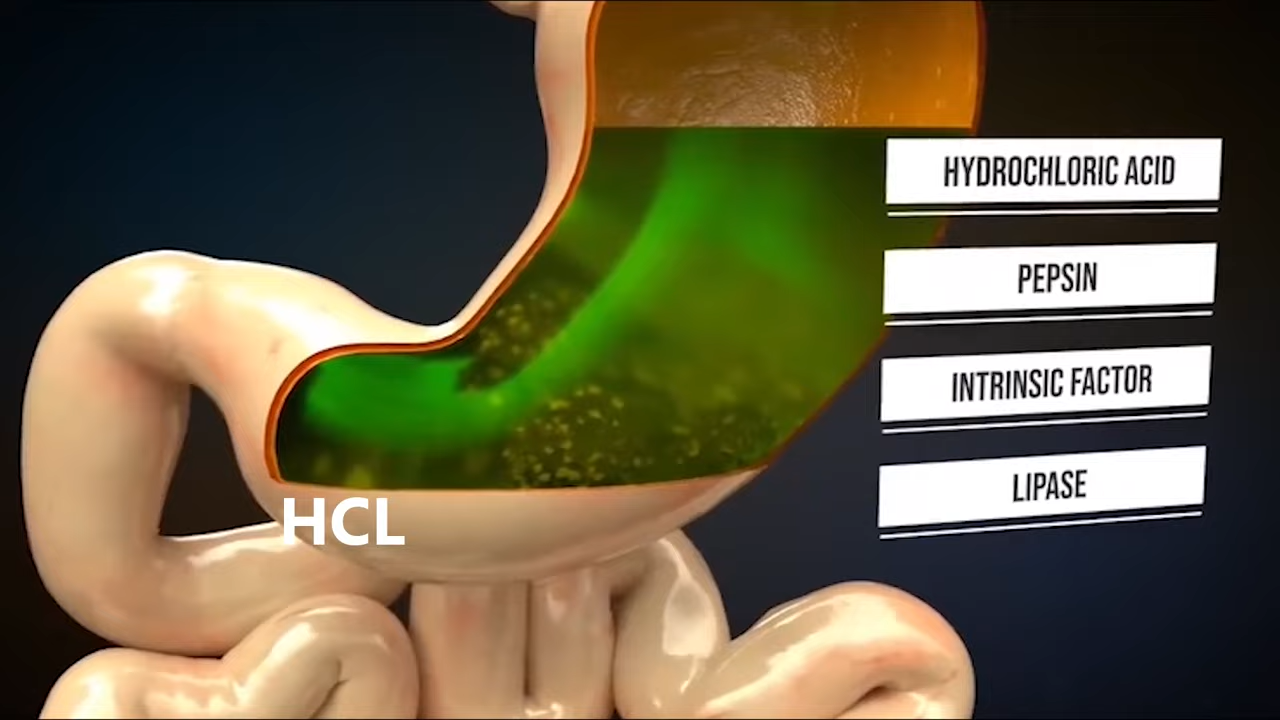 HYDROCHLORIC ACID
PEPSIN
INTRINSIC FACTOR
LIPASE
HCL